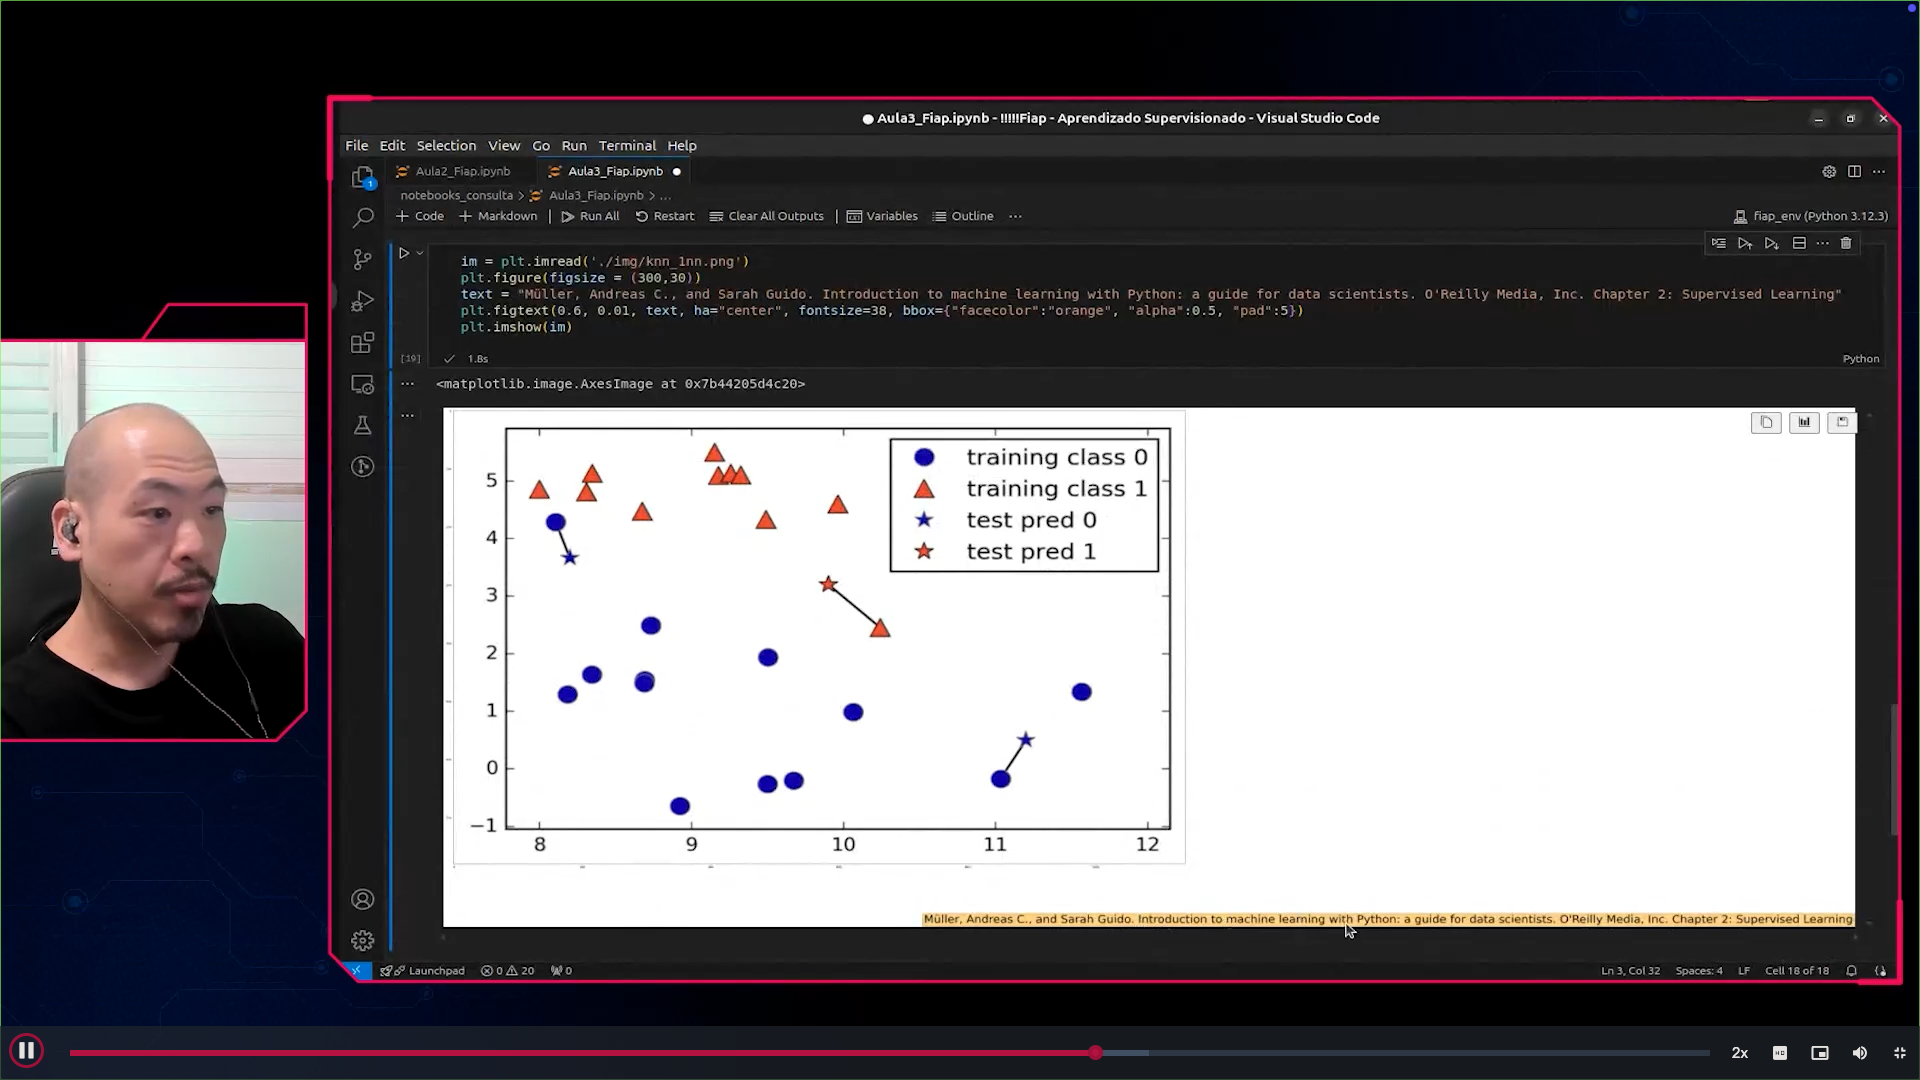 Aula3_Fiap.ipynb - !!!!!Fiap - Aprendizado Supervisionado - Visual Studio Code
File Edit Selection View Go Run Terminal Help
Aula2_Fiap.ipynb Aula3_Fiap.ipynb
notebooks_consulta > Aula3_Fiap.ipynb > ...
+ Code + Markdown Run All Restart Clear All Outputs Variables Outline ... fiap_env (Python 3.12.3)
1
im = plt.imread('./img/knn_1nn.png')
plt.figure(figsize = (300,30))
text = "Müller, Andreas C., and Sarah Guido. Introduction to machine learning with Python: a guide for data scientists. O'Reilly Media, Inc. Chapter 2: Supervised Learning"
plt.figtext(0.6, 0.01, text, ha="center", fontsize=38, bbox={"facecolor":"orange", "alpha":0.5, "pad":5})
plt.imshow(im)
[19] 1.8s Python
<matplotlib.image.AxesImage at 0x7b44205d4c20>
training class 0
training class 1
test pred 0
test pred 1
5
4
3
2
1
0
−1
8 9 10 11 12
Müller, Andreas C., and Sarah Guido. Introduction to machine learning with Python: a guide for data scientists. O'Reilly Media, Inc. Chapter 2: Supervised Learning
Launchpad 0 20 0 Ln 3, Col 32 Spaces: 4 LF Cell 18 of 18
2x HD